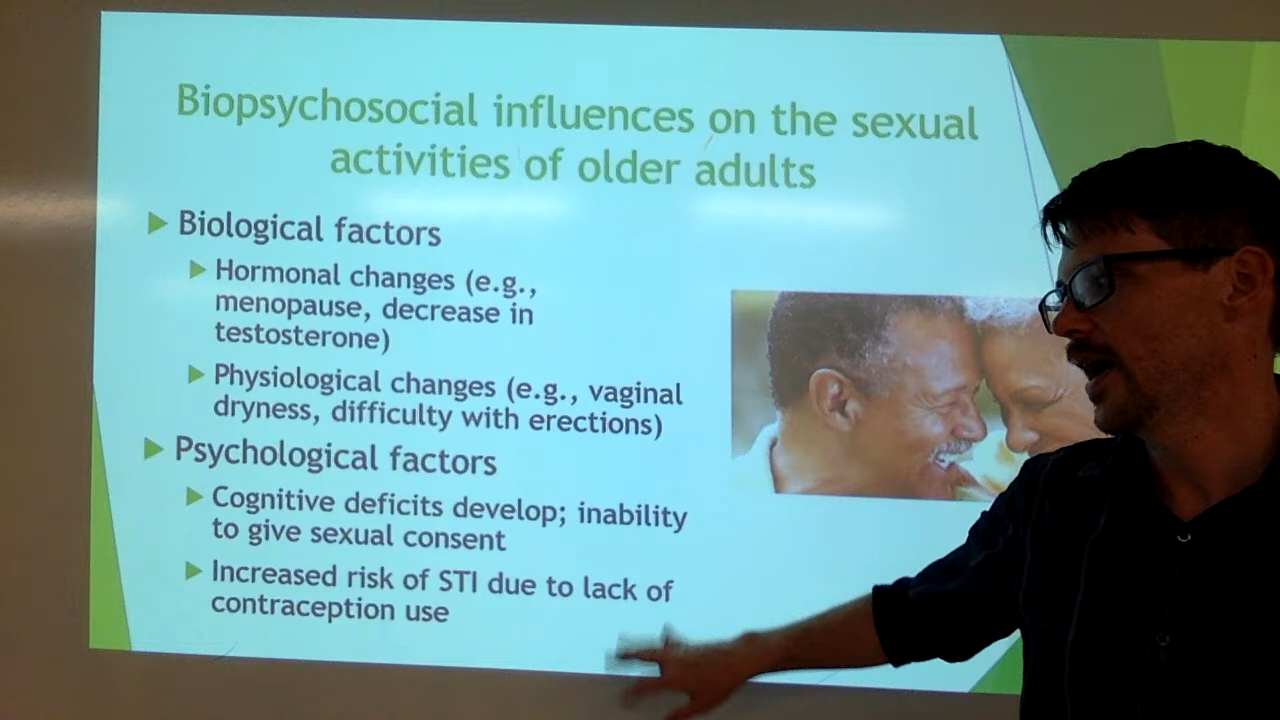 Biopsychosocial influences on the sexual
activities of older adults
Biological factors
Hormonal changes (e.g.,
menopause, decrease in
testosterone)
Physiological changes (e.g., vaginal
dryness, difficulty with erections)
Psychological factors
Cognitive deficits develop; inability
to give sexual consent
Increased risk of STI due to lack of
contraception use